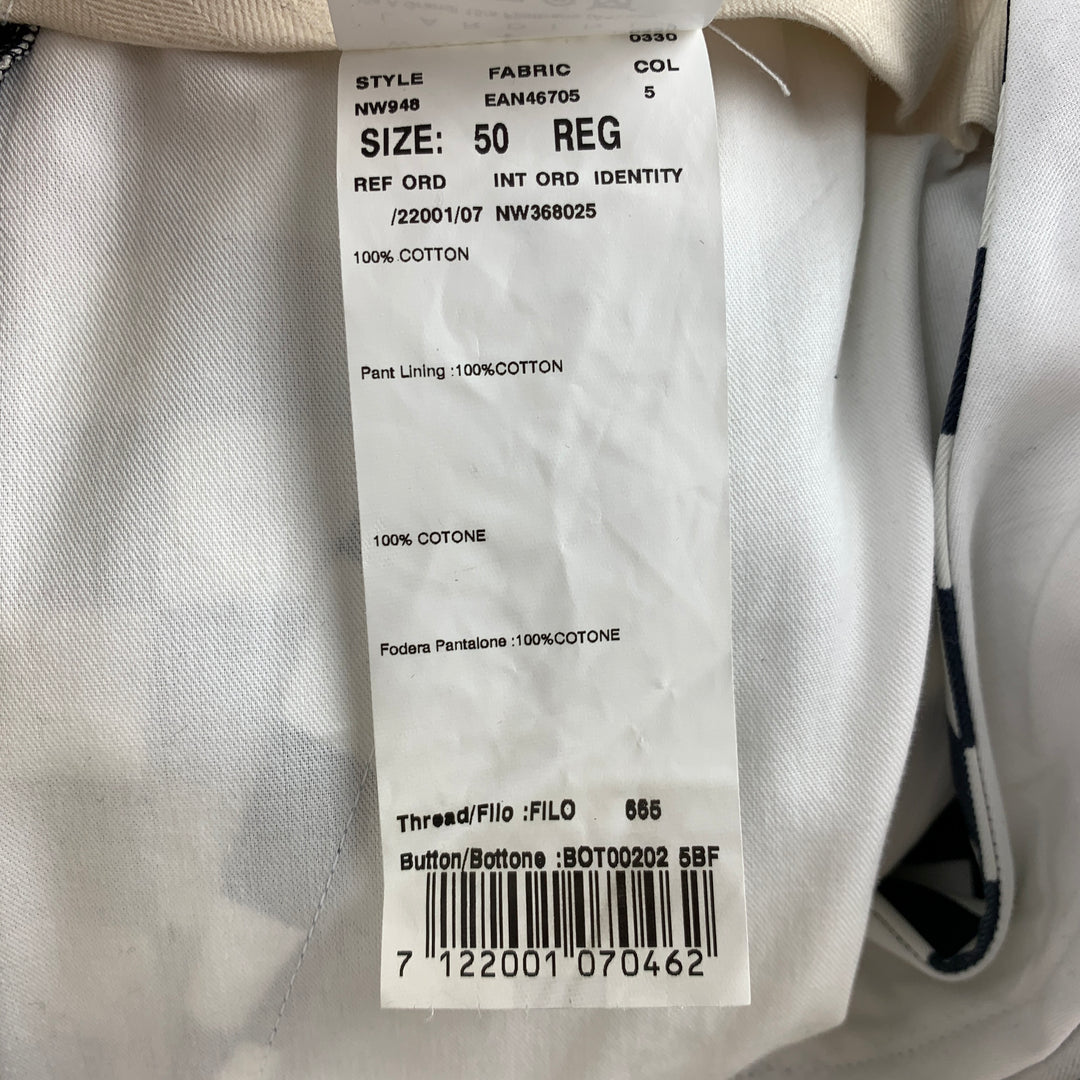 0330
STYLE FABRIC COL
NW948 EAN46705 5
SIZE: 50 REG
REF ORD INT ORD IDENTITY
/22001/07 NW368025
100% COTTON
Pant Lining :100%COTTON
100% COTONE
Fodera Pantalone :100%COTONE
Thread/Filo :FILO 665
Button/Bottone :BOT00202 5BF
7 122001 070462